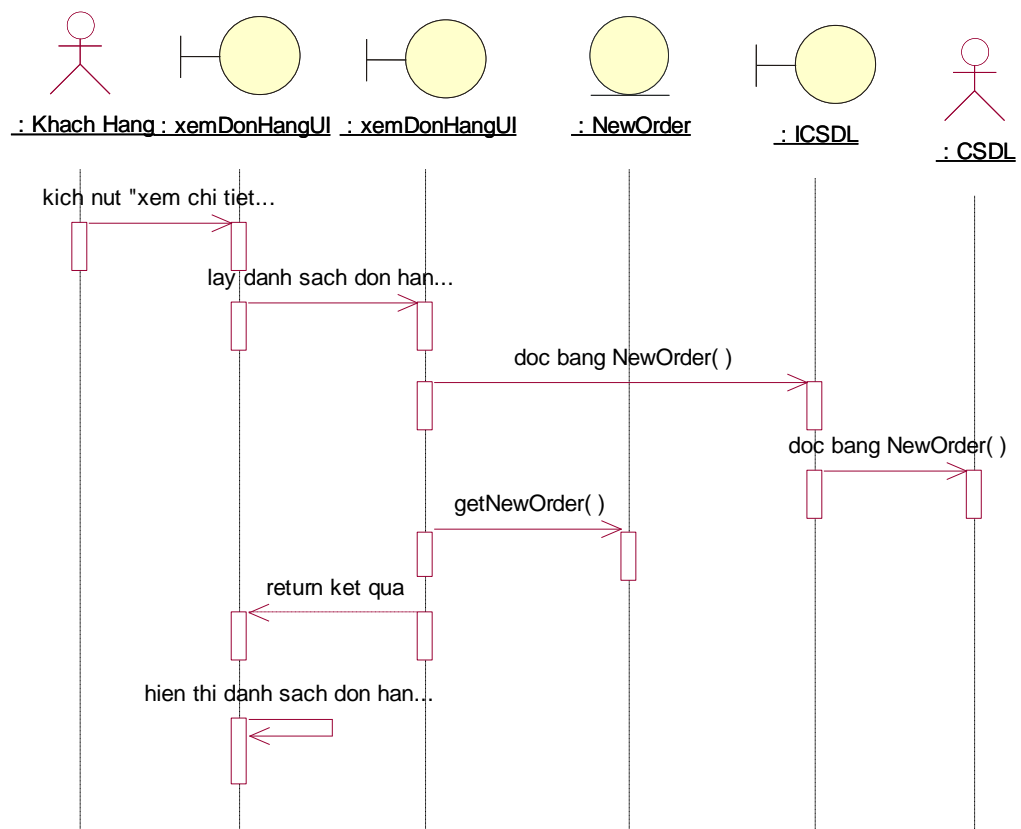 : Khach Hang
: xemDonHangUI
: xemDonHangUI
: NewOrder
: ICSDL
: CSDL
kich nut "xem chi tiet...
lay danh sach don han...
doc bang NewOrder( )
doc bang NewOrder( )
getNewOrder( )
return ket qua
hien thi danh sach don han...